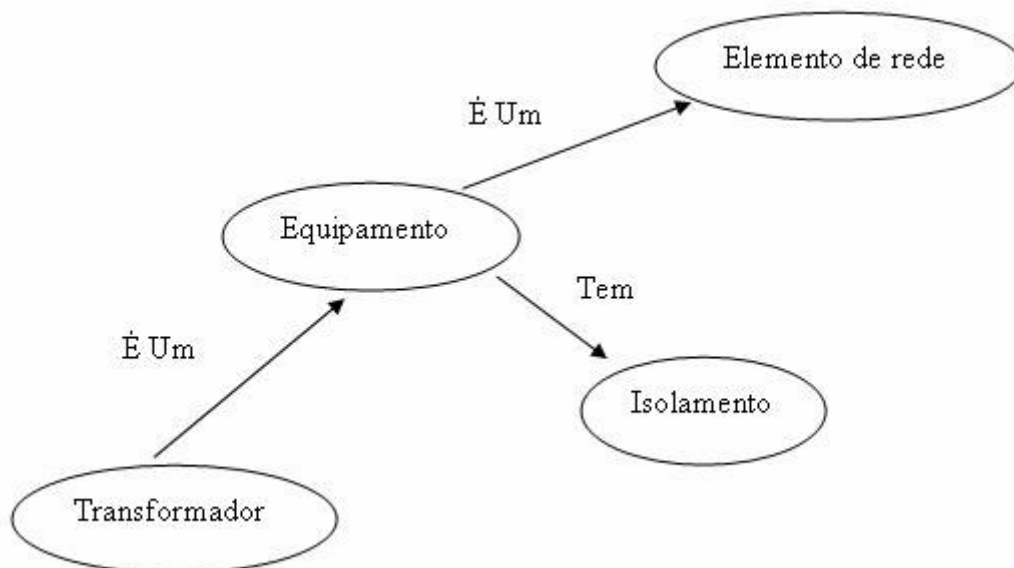 Elemento de rede
É Um
Equipamento
Tem
É Um
Isolamento
Transformador